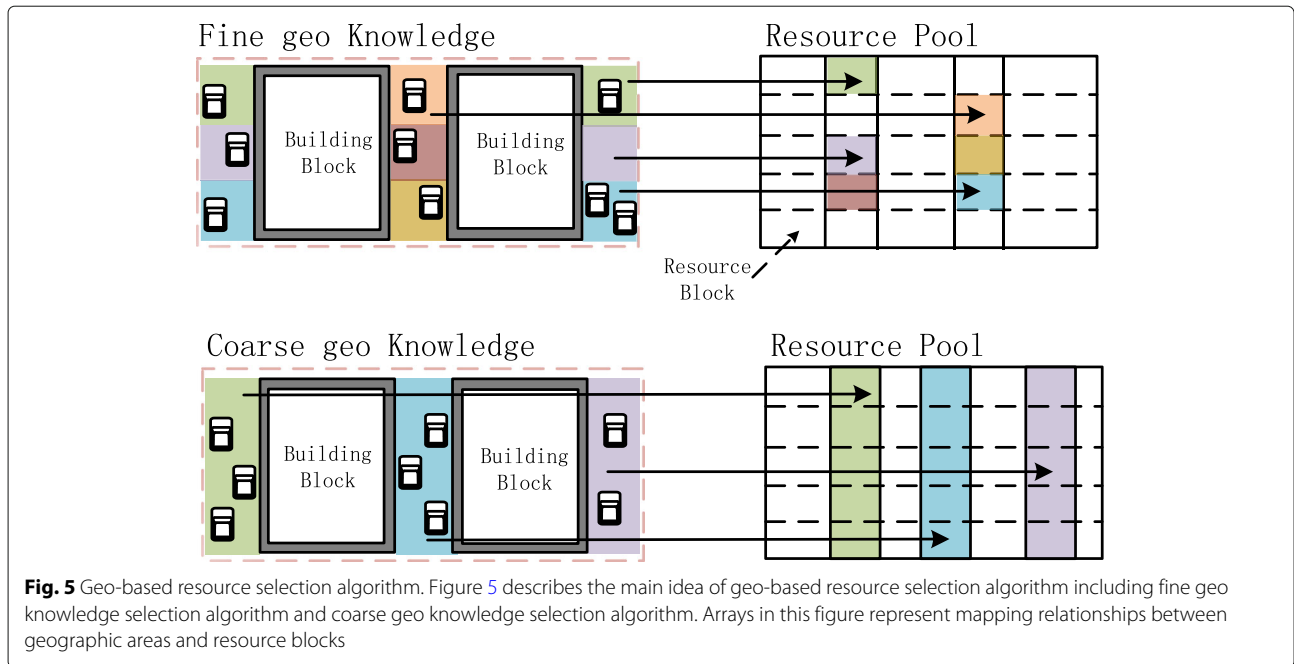 Fine geo Knowledge
Resource Pool
Building
Block
Building
Block
Resource
Block
Coarse geo Knowledge
Resource Pool
Building
Block
Building
Block
Fig. 5 Geo-based resource selection algorithm. Figure 5 describes the main idea of geo-based resource selection algorithm including fine geo
knowledge selection algorithm and coarse geo knowledge selection algorithm. Arrays in this figure represent mapping relationships between
geographic areas and resource blocks